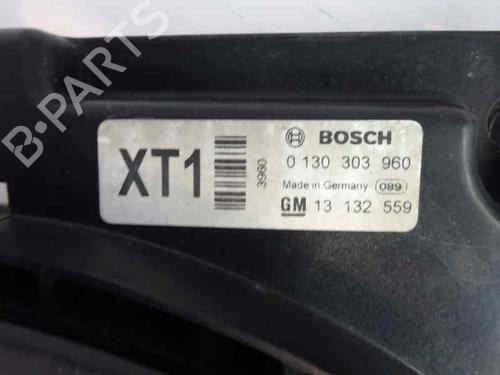 B-PARTS
XT1
3960
BOSCH
0 130 303 960
Made in Germany 089
GM 13 132 559